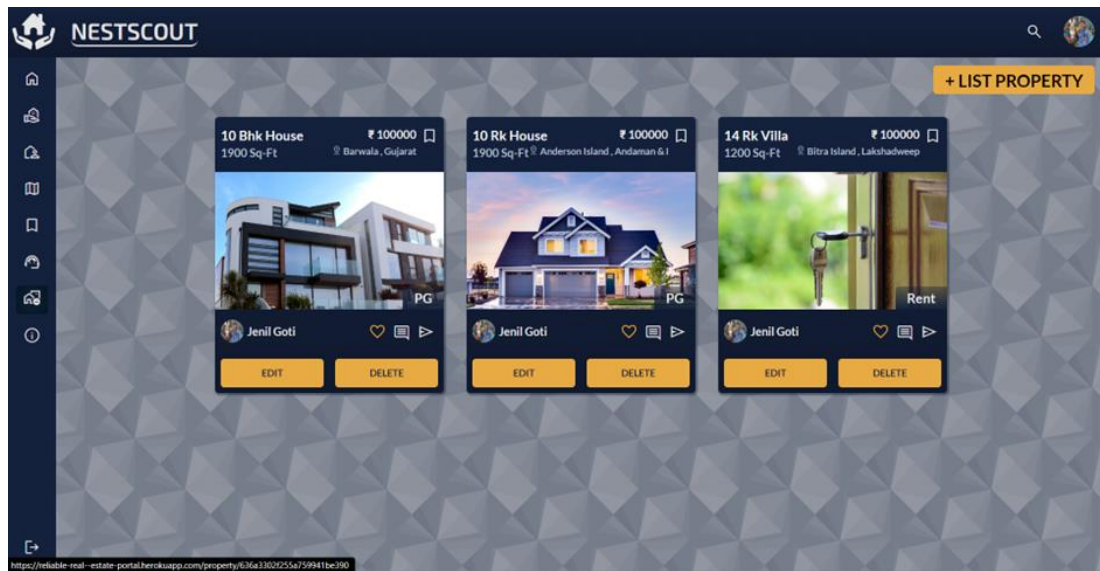 NESTSCOUT
+ LIST PROPERTY
10 Bhk House ₹ 100000
1900 Sq-Ft Barwala , Gujarat
PG
Jenil Goti
EDIT DELETE
10 Rk House ₹ 100000
1900 Sq-Ft Anderson Island , Andaman & I
PG
Jenil Goti
EDIT DELETE
14 Rk Villa ₹ 100000
1200 Sq-Ft Bitra Island , Lakshadweep
Rent
Jenil Goti
EDIT DELETE
https://reliable-real--estate-portal.herokuapp.com/property/636a3302f255a759941be390